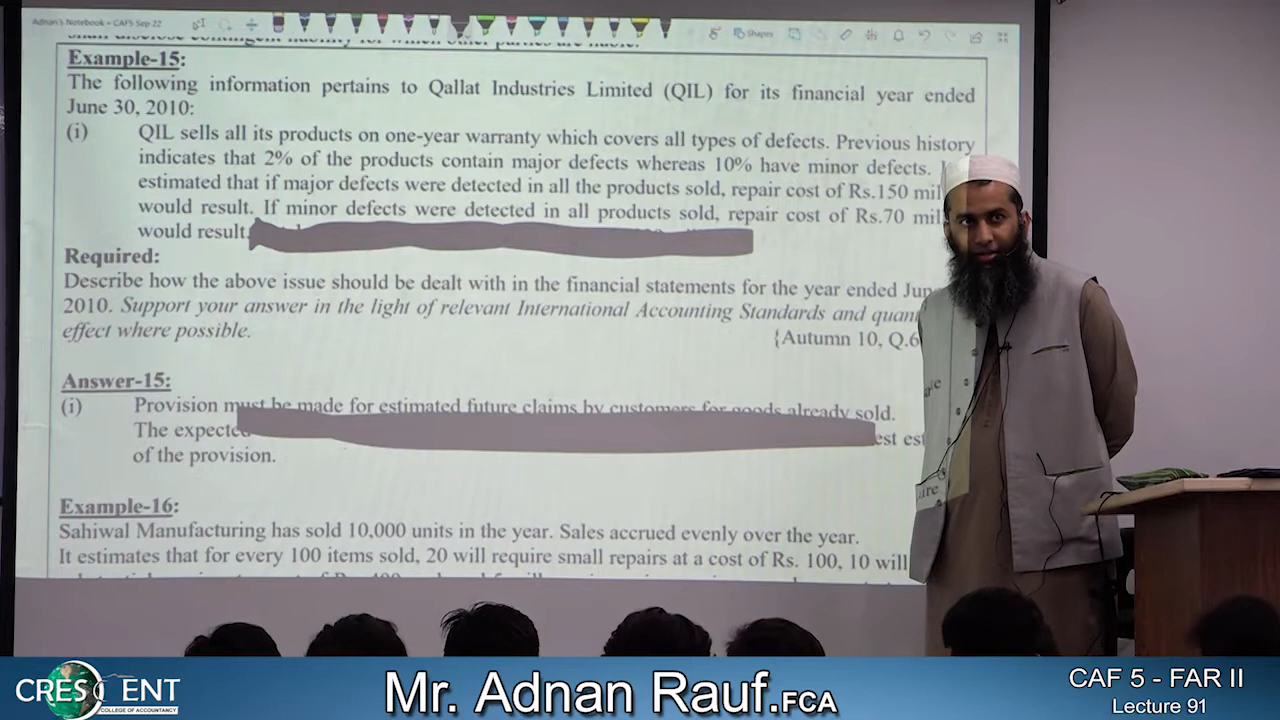 Adnan's Notebook » CAF5 Sep 22
Shapes
Example-15:
The following information pertains to Qallat Industries Limited (QIL) for its financial year ended
June 30, 2010:
(i) QIL sells all its products on one-year warranty which covers all types of defects. Previous history
indicates that 2% of the products contain major defects whereas 10% have minor defects.
estimated that if major defects were detected in all the products sold, repair cost of Rs.150 mil
would result. If minor defects were detected in all products sold, repair cost of Rs.70 mil
would result.
Required:
Describe how the above issue should be dealt with in the financial statements for the year ended Jun
2010. Support your answer in the light of relevant International Accounting Standards and quan
effect where possible.
{Autumn 10, Q.6
Answer-15:
(i) Provision must be made for estimated future claims by customers for goods already sold.
The expected est
of the provision.
Example-16:
Sahiwal Manufacturing has sold 10,000 units in the year. Sales accrued evenly over the year.
It estimates that for every 100 items sold, 20 will require small repairs at a cost of Rs. 100, 10 will
CRESCENT
COLLEGE OF ACCOUNTANCY
Mr. Adnan Rauf.FCA
CAF 5 - FAR II
Lecture 91